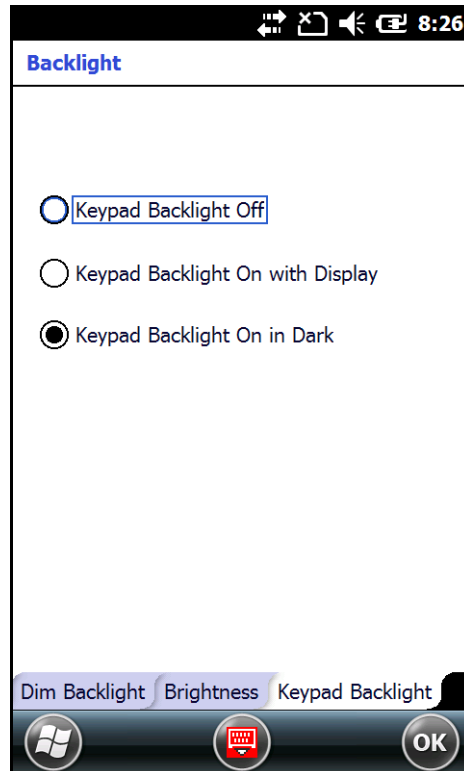 8:26
Backlight
Keypad Backlight Off
Keypad Backlight On with Display
Keypad Backlight On in Dark
Dim Backlight Brightness Keypad Backlight
OK